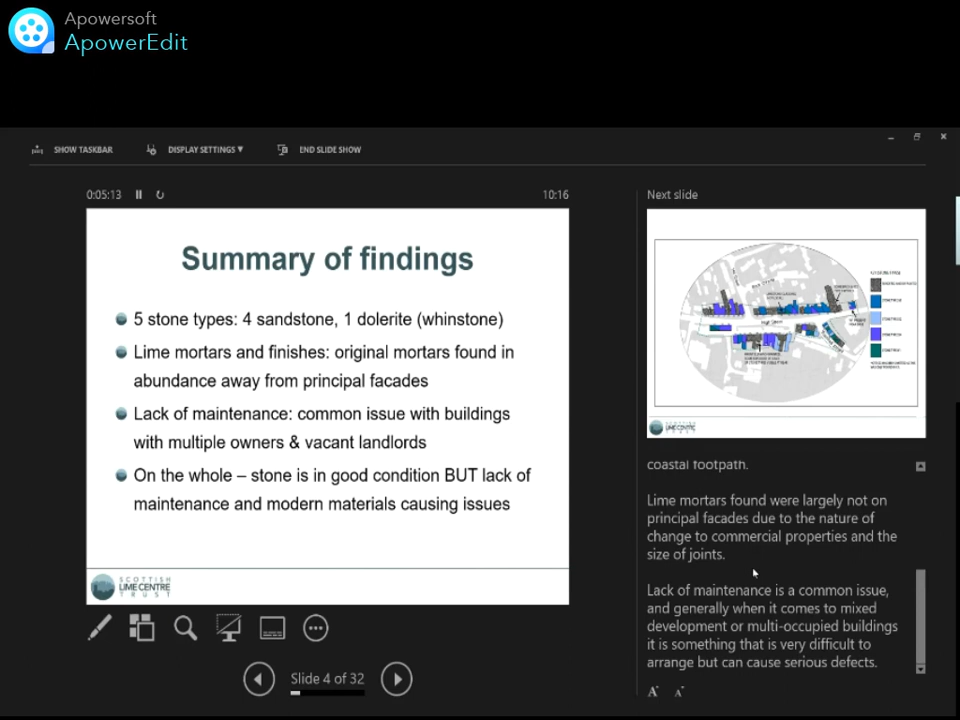 Apowersoft
ApowerEdit
SHOW TASKBAR
DISPLAY SETTINGS ▼
END SLIDE SHOW
0:05:13
10:16
Summary of findings
5 stone types: 4 sandstone, 1 dolerite (whinstone)
Lime mortars and finishes: original mortars found in
abundance away from principal facades
Lack of maintenance: common issue with buildings
with multiple owners & vacant landlords
On the whole – stone is in good condition BUT lack of
maintenance and modern materials causing issues
SCOTTISH
LIME CENTRE
TRUST
Slide 4 of 32
Next slide
High Street
LIME CENTRE
coastal footpath.
Lime mortars found were largely not on
principal facades due to the nature of
change to commercial properties and the
size of joints.
Lack of maintenance is a common issue,
and generally when it comes to mixed
development or multi-occupied buildings
it is something that is very difficult to
arrange but can cause serious defects.
A A